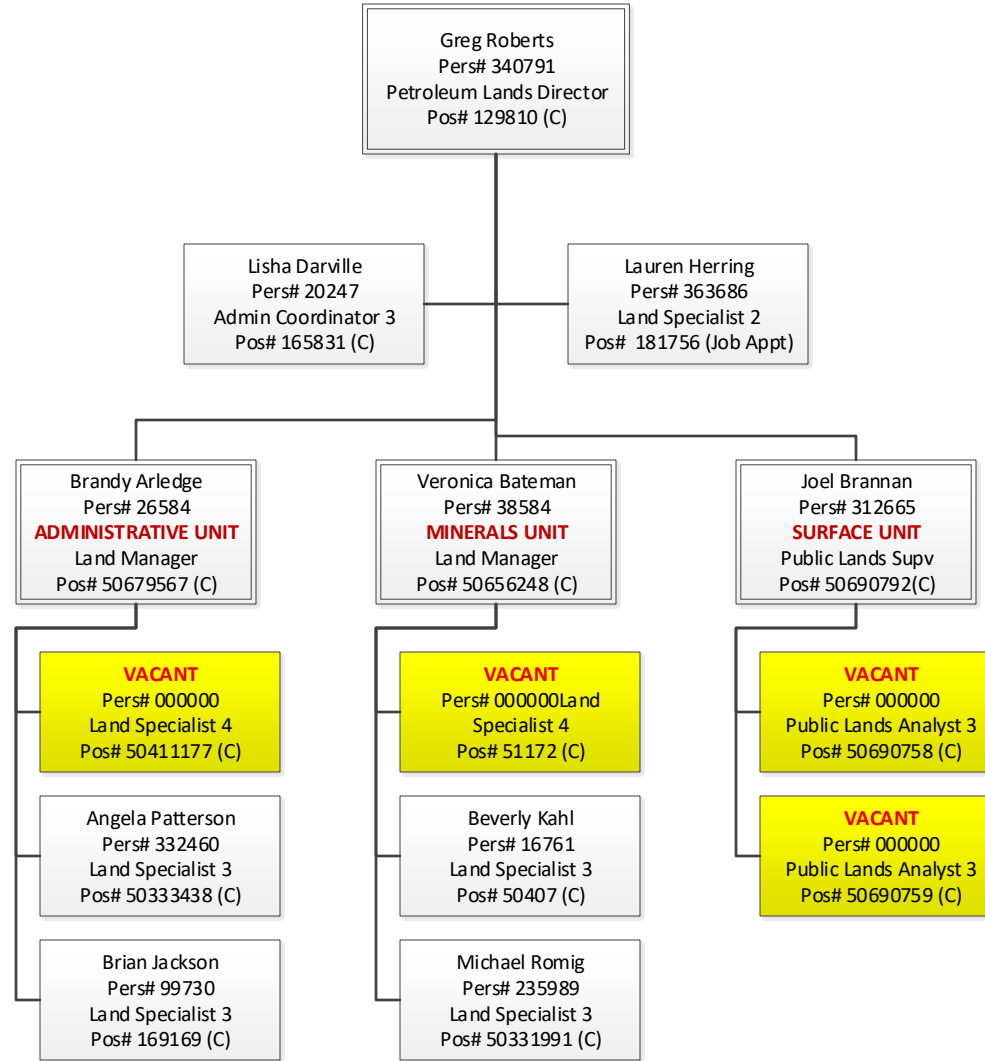 Greg Roberts
Pers# 340791
Petroleum Lands Director
Pos# 129810 (C)
Lisha Darville
Pers# 20247
Admin Coordinator 3
Pos# 165831 (C)
Lauren Herring
Pers# 363686
Land Specialist 2
Pos# 181756 (Job Appt)
Brandy Arledge
Pers# 26584
ADMINISTRATIVE UNIT
Land Manager
Pos# 50679567 (C)
Veronica Bateman
Pers# 38584
MINERALS UNIT
Land Manager
Pos# 50656248 (C)
Joel Brannan
Pers# 312665
SURFACE UNIT
Public Lands Supv
Pos# 50690792(C)
VACANT
Pers# 000000
Land Specialist 4
Pos# 50411177 (C)
VACANT
Pers# 000000Land
Specialist 4
Pos# 51172 (C)
VACANT
Pers# 000000
Public Lands Analyst 3
Pos# 50690758 (C)
Angela Patterson
Pers# 332460
Land Specialist 3
Pos# 50333438 (C)
Beverly Kahl
Pers# 16761
Land Specialist 3
Pos# 50407 (C)
VACANT
Pers# 000000
Public Lands Analyst 3
Pos# 50690759 (C)
Brian Jackson
Pers# 99730
Land Specialist 3
Pos# 169169 (C)
Michael Romig
Pers# 235989
Land Specialist 3
Pos# 50331991 (C)